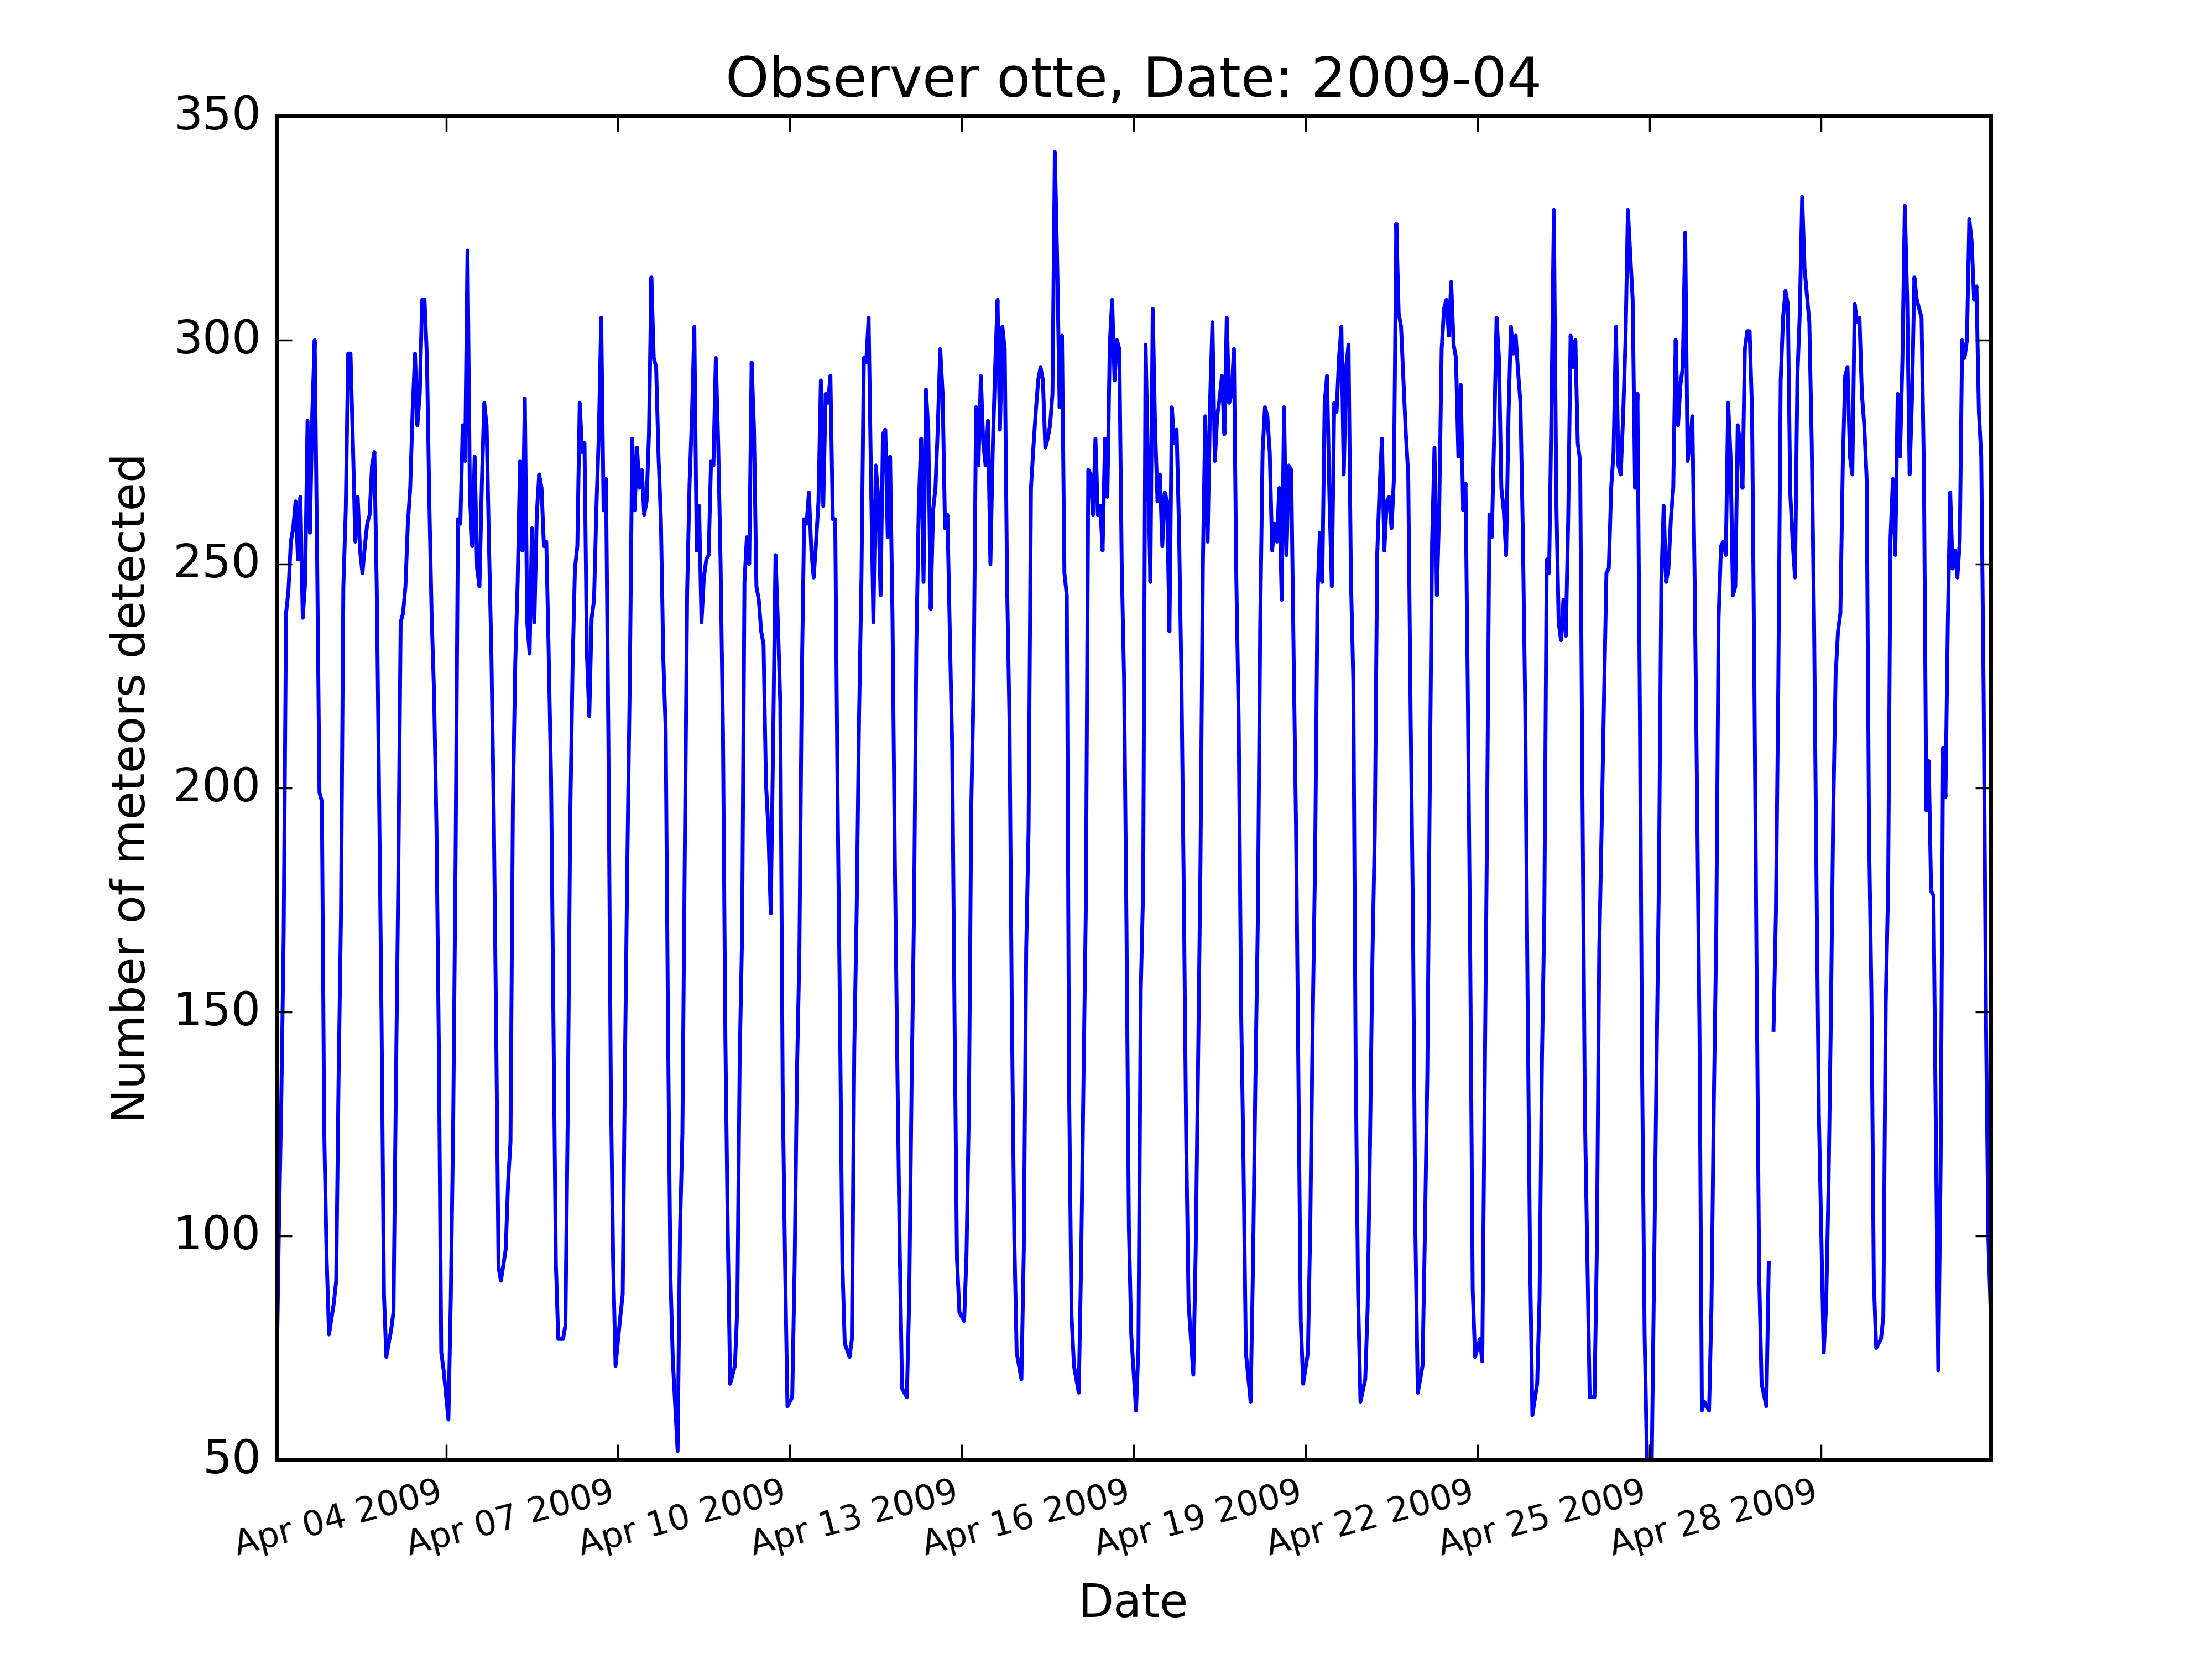 Observer otte, Date: 2009-04
350
300
250
200
150
100
50
Number of meteors detected
Apr 04 2009
Apr 07 2009
Apr 10 2009
Apr 13 2009
Apr 16 2009
Apr 19 2009
Apr 22 2009
Apr 25 2009
Apr 28 2009
Date